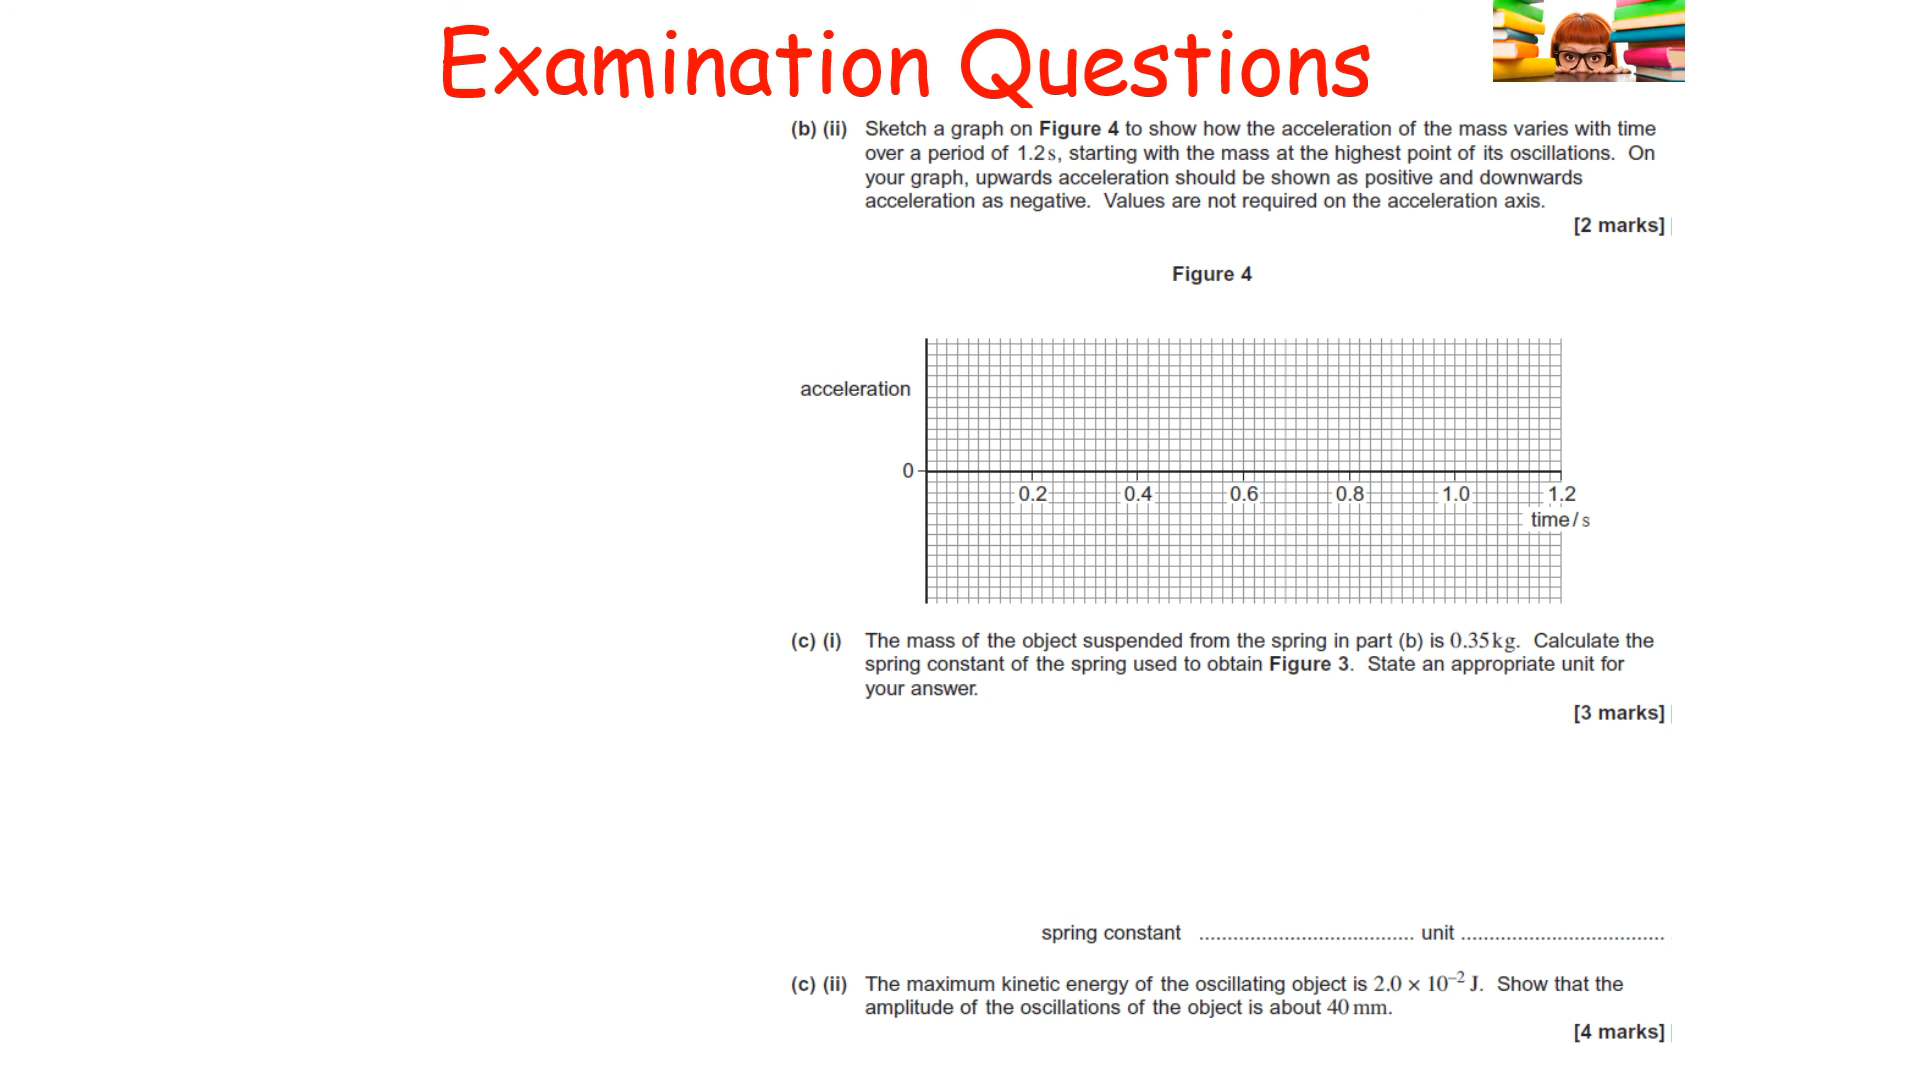 Examination Questions
(b) (ii) Sketch a graph on Figure 4 to show how the acceleration of the mass varies with time
over a period of 1.2 s, starting with the mass at the highest point of its oscillations. On
your graph, upwards acceleration should be shown as positive and downwards
acceleration as negative. Values are not required on the acceleration axis.
[2 marks]
Figure 4
acceleration
0
0.2 0.4 0.6 0.8 1.0 1.2
time / s
(c) (i) The mass of the object suspended from the spring in part (b) is 0.35 kg. Calculate the
spring constant of the spring used to obtain Figure 3. State an appropriate unit for
your answer.
[3 marks]
spring constant ...................................... unit ....................................
(c) (ii) The maximum kinetic energy of the oscillating object is 2.0 × 10⁻² J. Show that the
amplitude of the oscillations of the object is about 40 mm.
[4 marks]